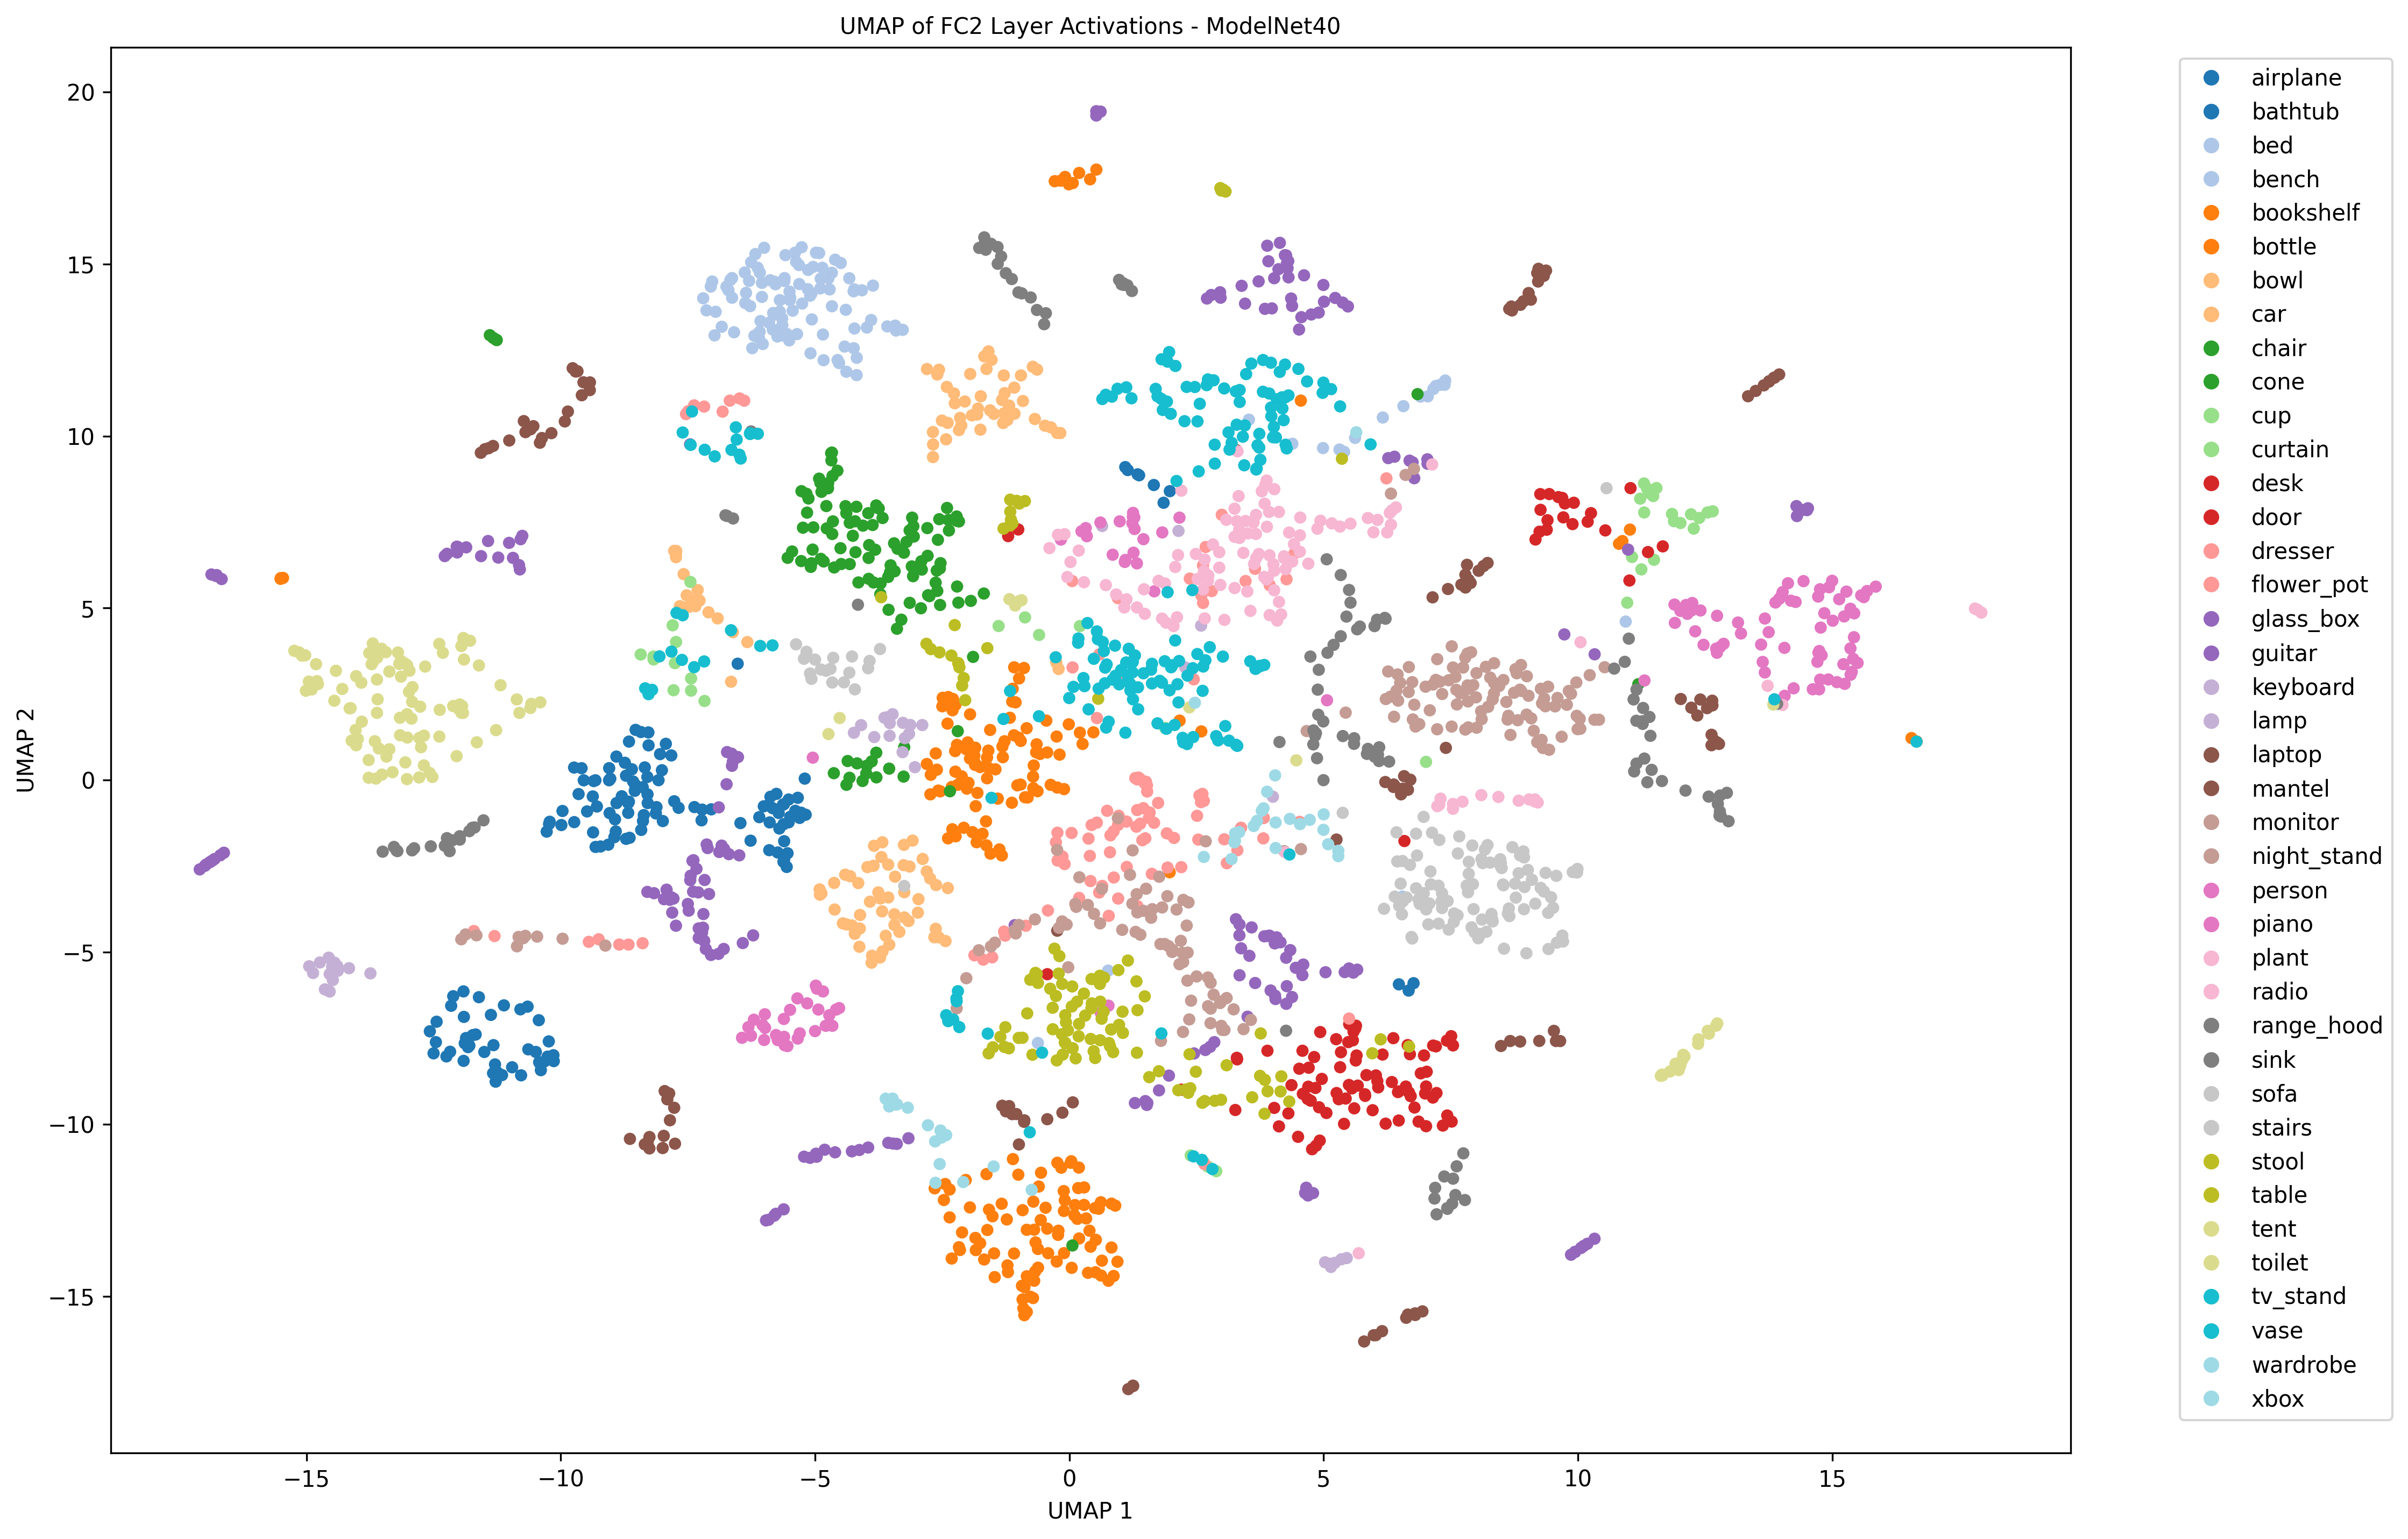 UMAP of FC2 Layer Activations - ModelNet40
20
15
10
5
0
−5
−10
−15
UMAP 2
−15
−10
−5
0
5
10
15
UMAP 1
airplane
bathtub
bed
bench
bookshelf
bottle
bowl
car
chair
cone
cup
curtain
desk
door
dresser
flower_pot
glass_box
guitar
keyboard
lamp
laptop
mantel
monitor
night_stand
person
piano
plant
radio
range_hood
sink
sofa
stairs
stool
table
tent
toilet
tv_stand
vase
wardrobe
xbox